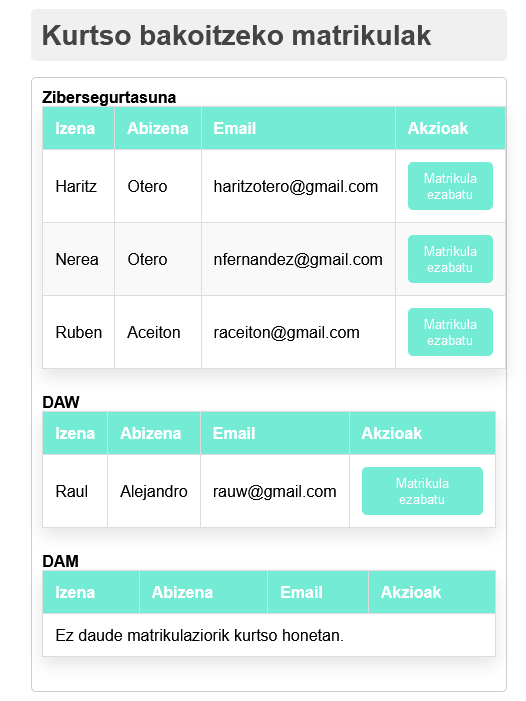 Kurtso bakoitzeko matrikulak
Zibersegurtasuna
Izena Abizena Email Akzioak
Haritz Otero haritzotero@gmail.com Matrikula
ezabatu
Nerea Otero nfernandez@gmail.com Matrikula
ezabatu
Ruben Aceiton raceiton@gmail.com Matrikula
ezabatu
DAW
Izena Abizena Email Akzioak
Raul Alejandro rauw@gmail.com Matrikula
ezabatu
DAM
Izena Abizena Email Akzioak
Ez daude matrikulaziorik kurtso honetan.